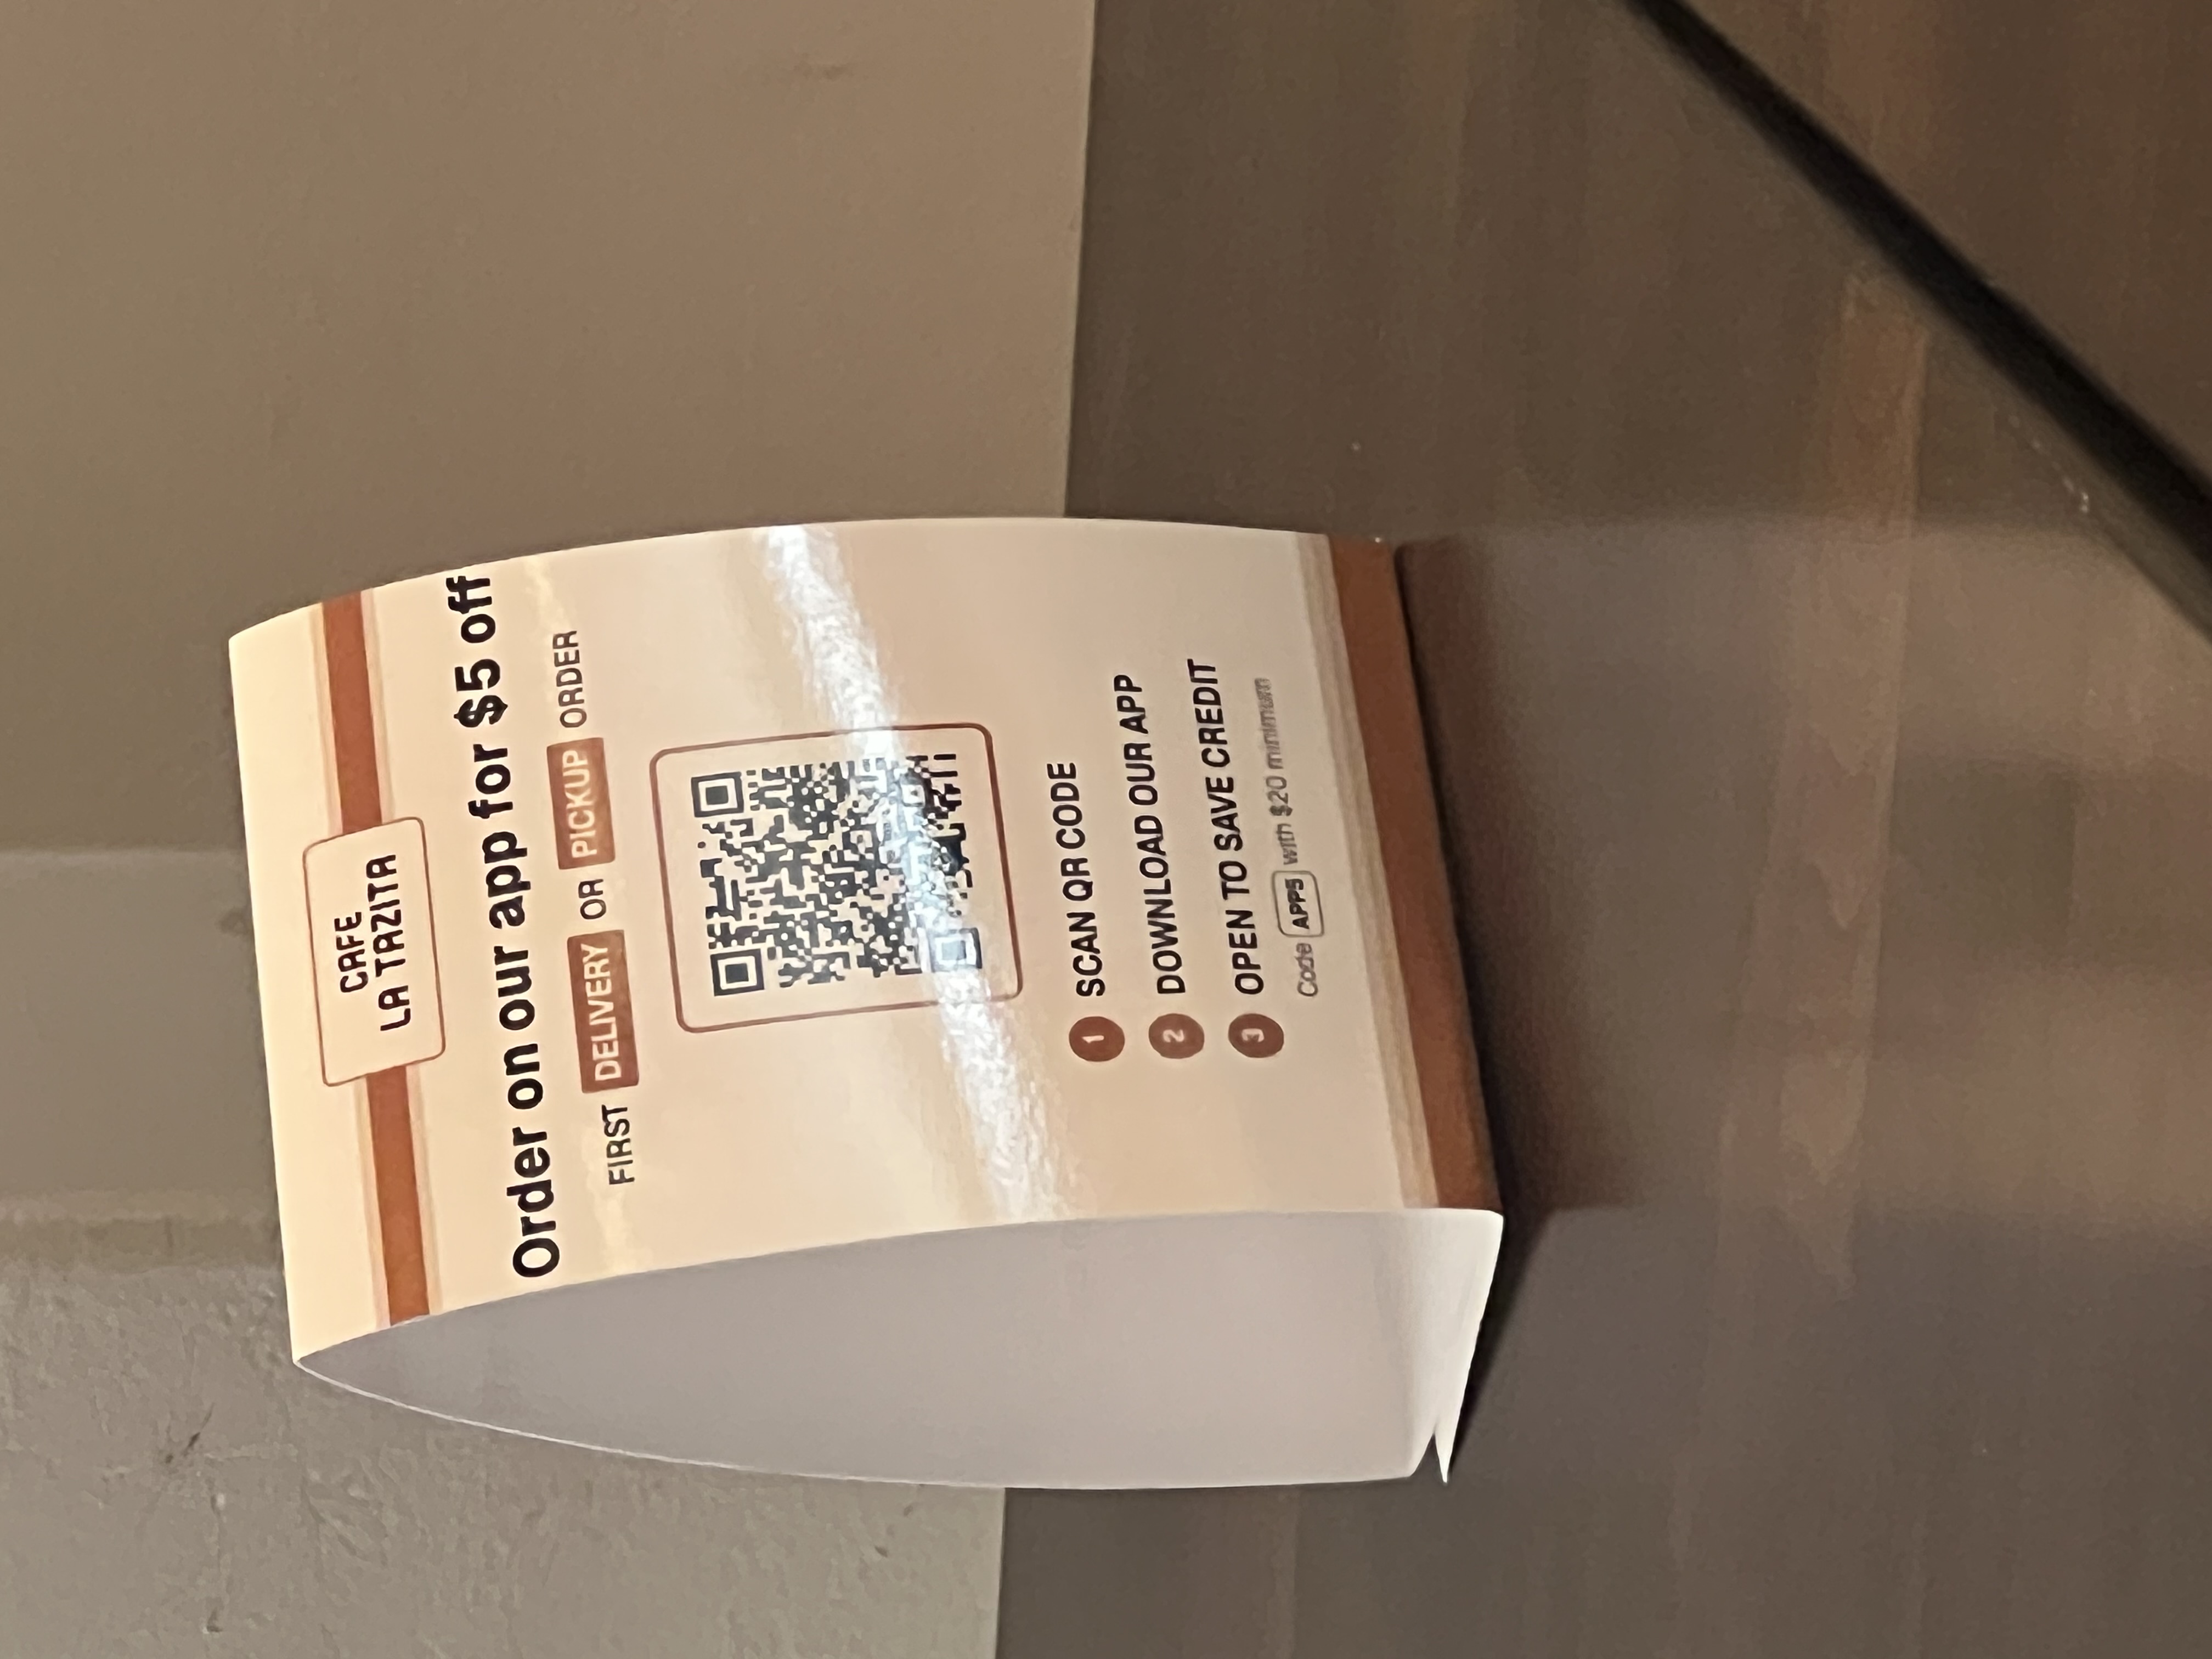 CAFE
LA TAZITA
Order on our app for $5 off
FIRST DELIVERY OR PICKUP ORDER
1 SCAN QR CODE
2 DOWNLOAD OUR APP
3 OPEN TO SAVE CREDIT
Code APP5 with $20 minimum